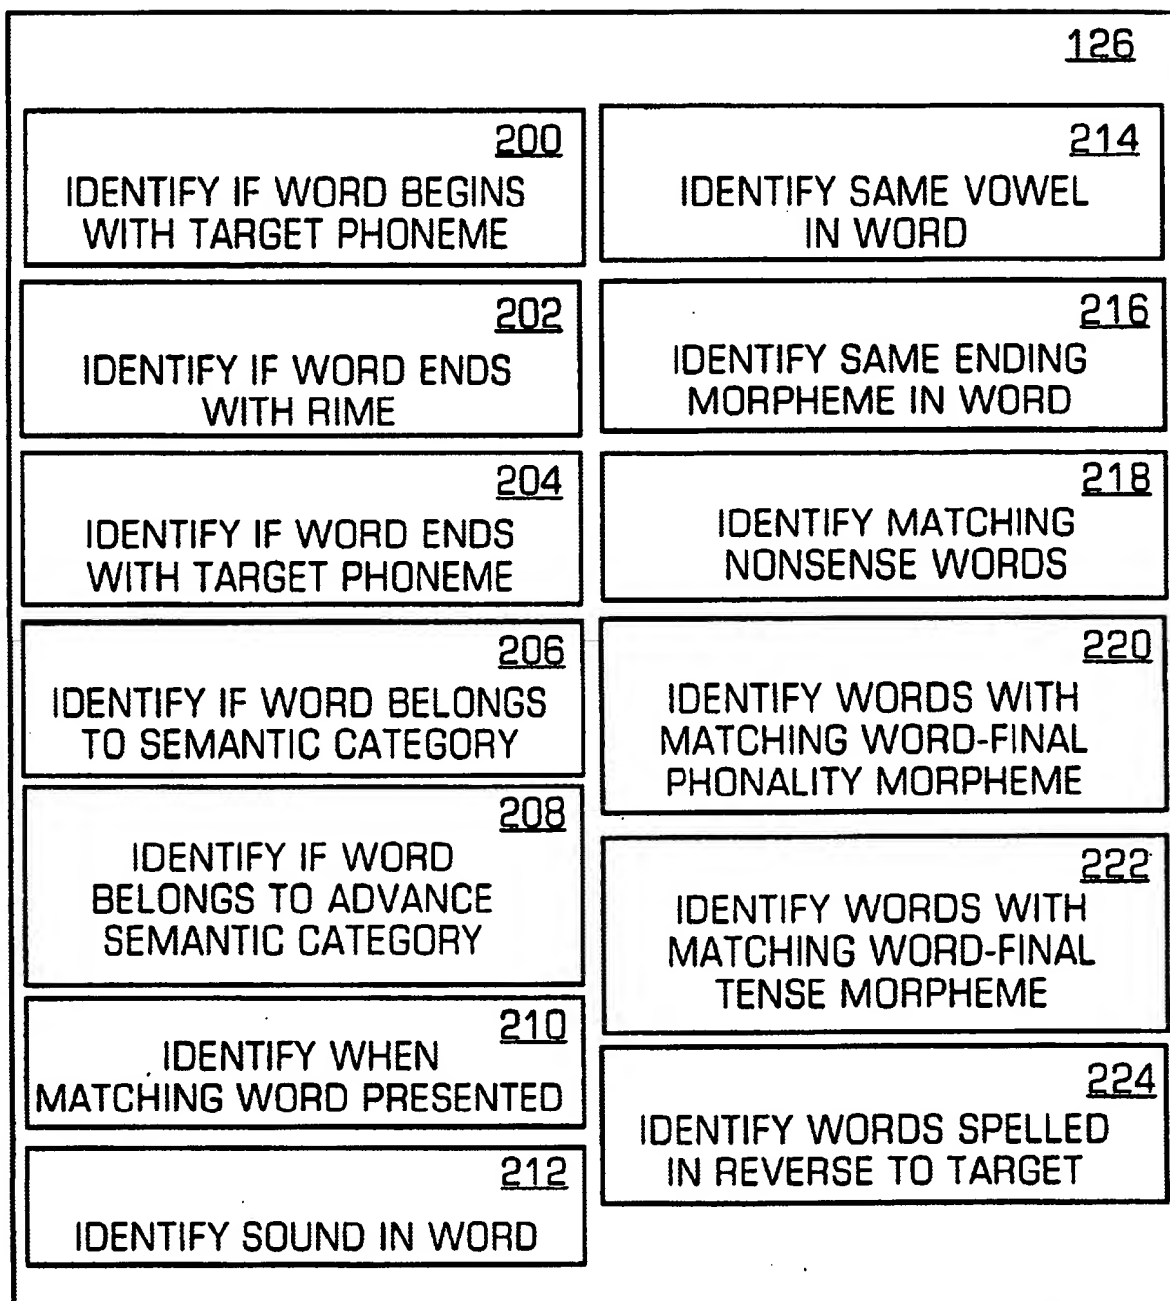 126
200
IDENTIFY IF WORD BEGINS
WITH TARGET PHONEME
202
IDENTIFY IF WORD ENDS
WITH RIME
204
IDENTIFY IF WORD ENDS
WITH TARGET PHONEME
206
IDENTIFY IF WORD BELONGS
TO SEMANTIC CATEGORY
208
IDENTIFY IF WORD
BELONGS TO ADVANCE
SEMANTIC CATEGORY
210
IDENTIFY WHEN
MATCHING WORD PRESENTED
212
IDENTIFY SOUND IN WORD
214
IDENTIFY SAME VOWEL
IN WORD
216
IDENTIFY SAME ENDING
MORPHEME IN WORD
218
IDENTIFY MATCHING
NONSENSE WORDS
220
IDENTIFY WORDS WITH
MATCHING WORD-FINAL
PHONALITY MORPHEME
222
IDENTIFY WORDS WITH
MATCHING WORD-FINAL
TENSE MORPHEME
224
IDENTIFY WORDS SPELLED
IN REVERSE TO TARGET